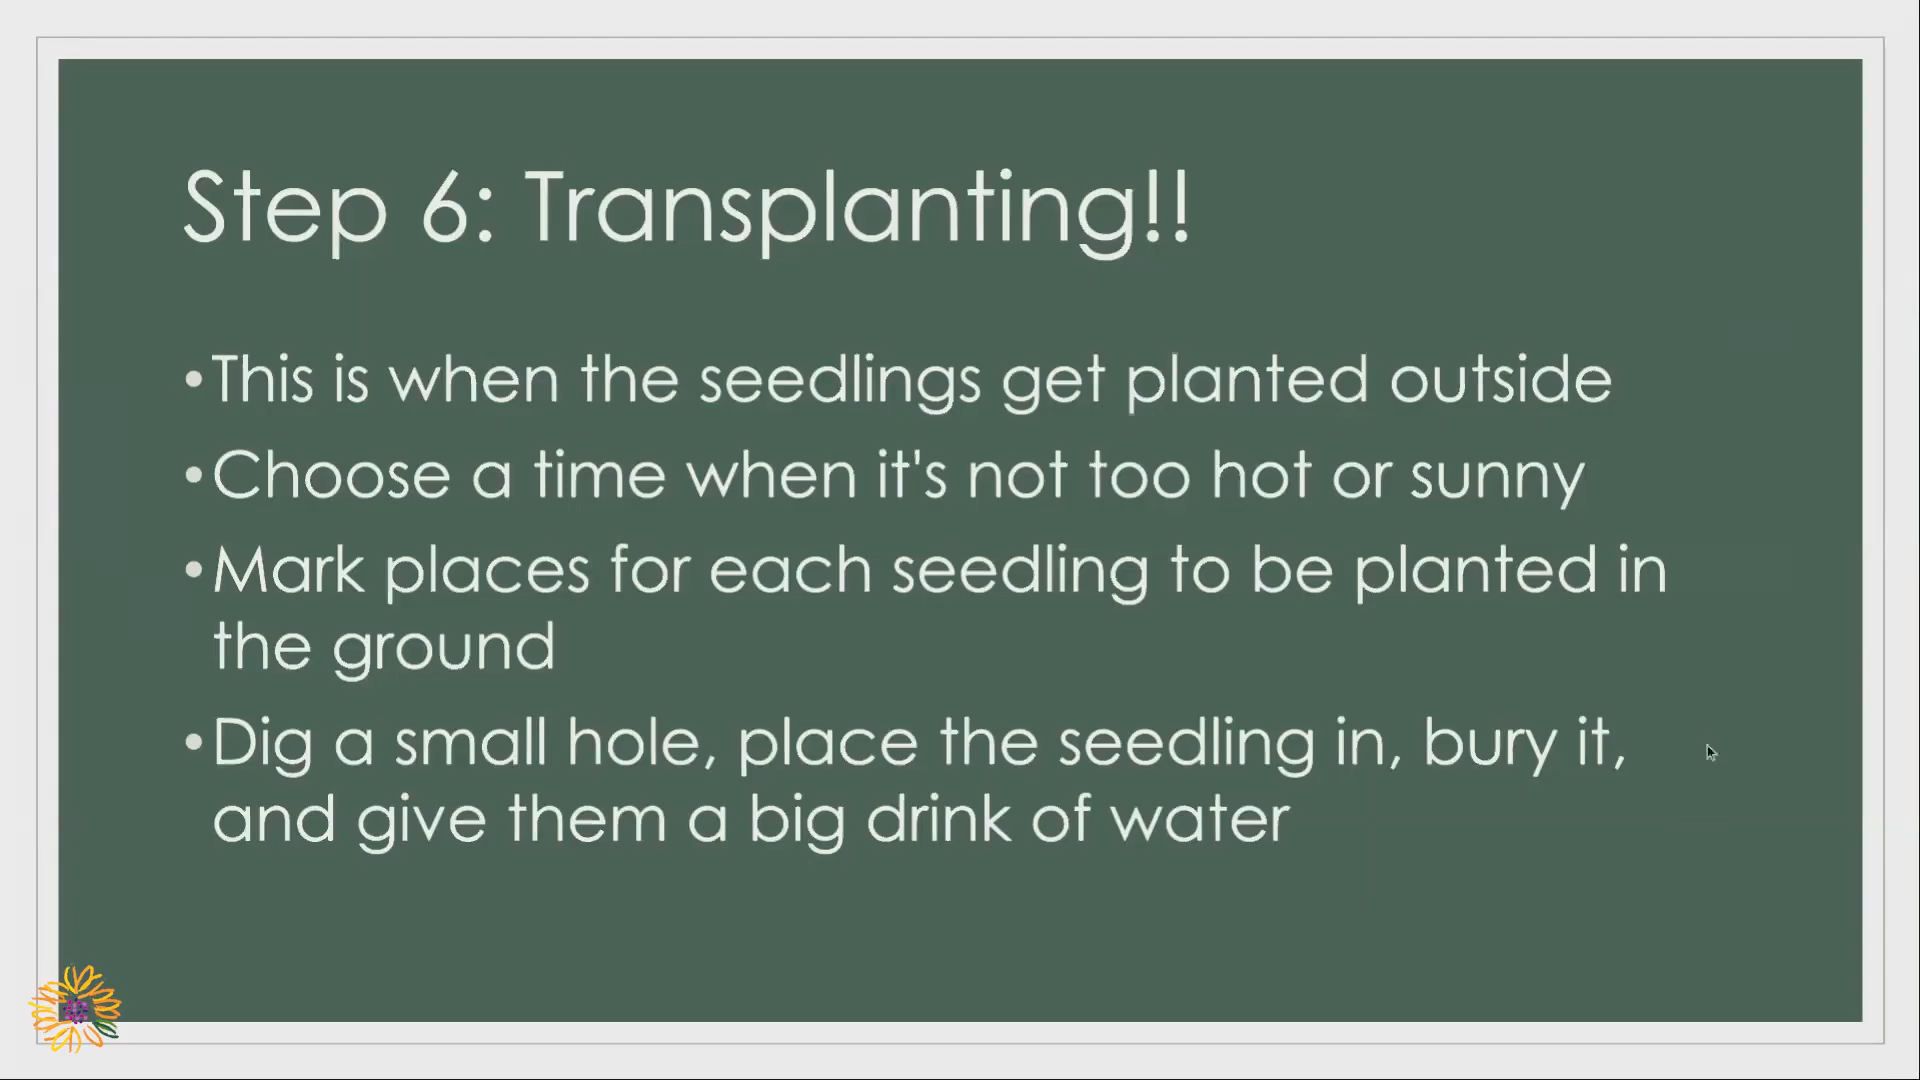 Step 6: Transplanting!!
•This is when the seedlings get planted outside
•Choose a time when it's not too hot or sunny
•Mark places for each seedling to be planted in
the ground
•Dig a small hole, place the seedling in, bury it,
and give them a big drink of water